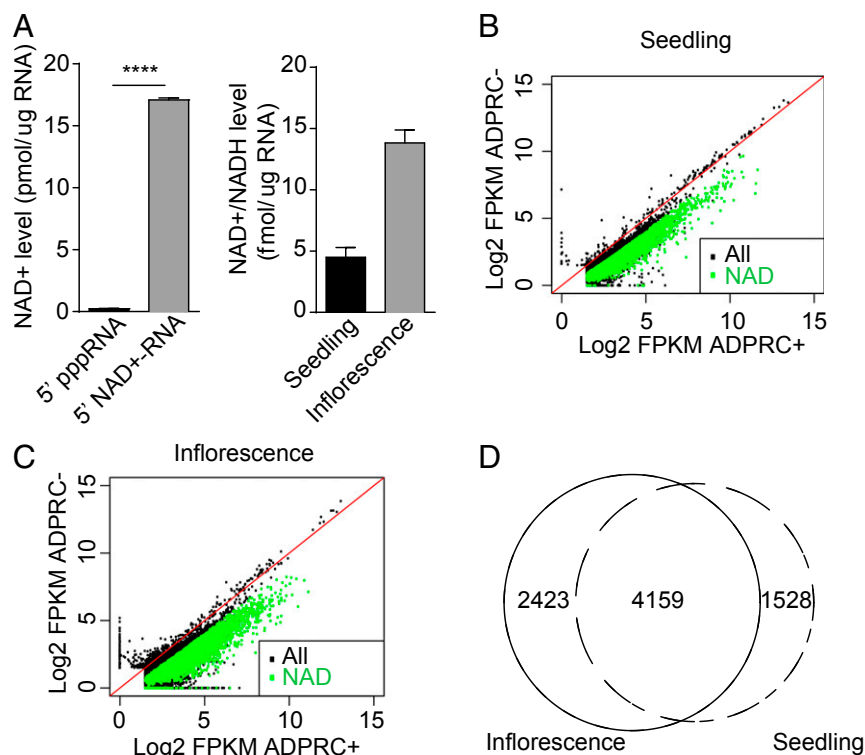 A
NAD+ level (pmol/ug RNA)
20
15
10
5
0
****
5' pppRNA
5' NAD+-RNA
NAD+/NADH level
(fmol/ug RNA)
20
15
10
5
0
Seedling
Inflorescence
B
Seedling
Log2 FPKM ADPRC-
15
10
5
0
All
NAD
0 5 10 15
Log2 FPKM ADPRC+
C
Inflorescence
Log2 FPKM ADPRC-
15
10
5
0
All
NAD
0 5 10 15
Log2 FPKM ADPRC+
D
2423 4159 1528
Inflorescence Seedling